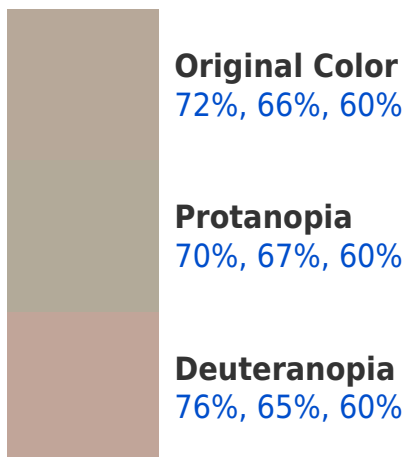 Original Color
72%, 66%, 60%
Protanopia
70%, 67%, 60%
Deuteranopia
76%, 65%, 60%